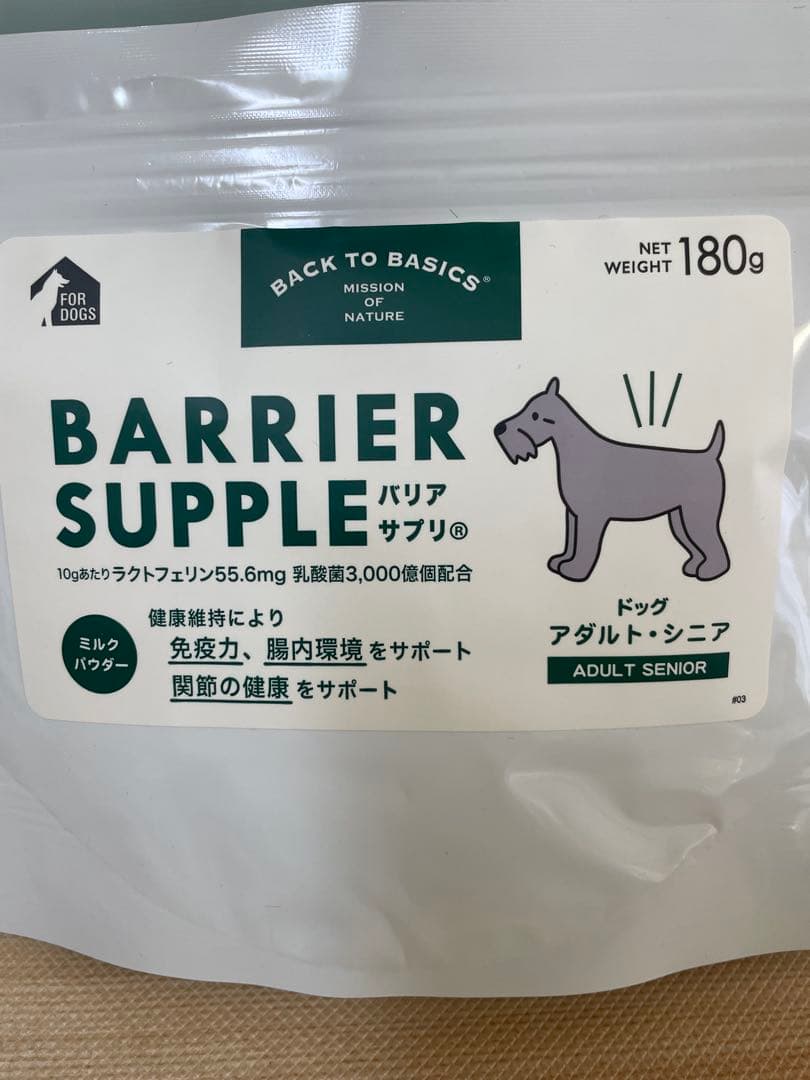 FOR
DOGS
BACK TO BASICS®
MISSION
OF
NATURE
NET
WEIGHT 180g
BARRIER
SUPPLE バリア
サプリ®
10gあたりラクトフェリン55.6mg 乳酸菌3,000億個配合
ミルク
パウダー
健康維持により
免疫力、腸内環境をサポート
関節の健康をサポート
ドッグ
アダルト・シニア
ADULT SENIOR
#03